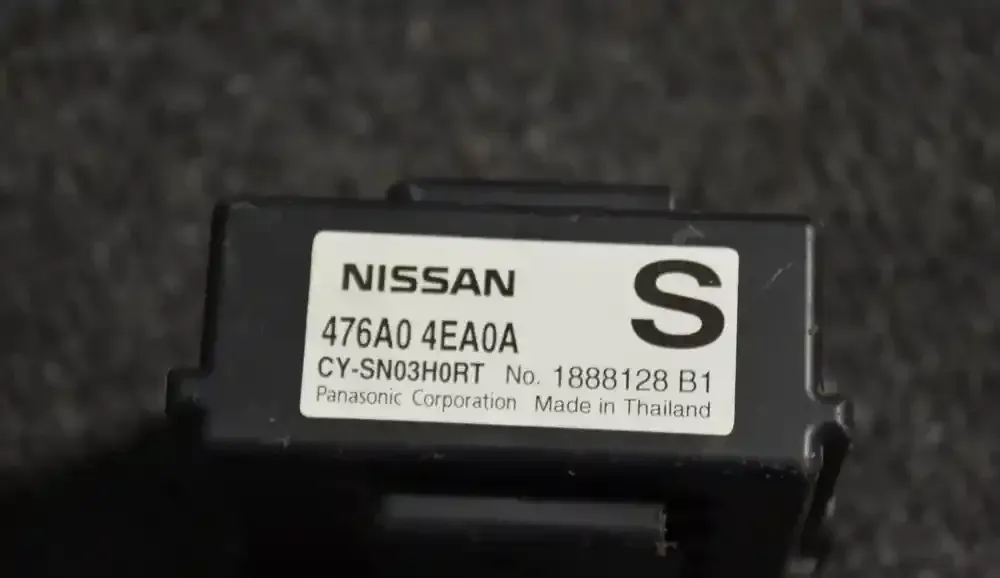 NISSAN S
476A0 4EA0A
CY-SN03H0RT No. 1888128 B1
Panasonic Corporation Made in Thailand